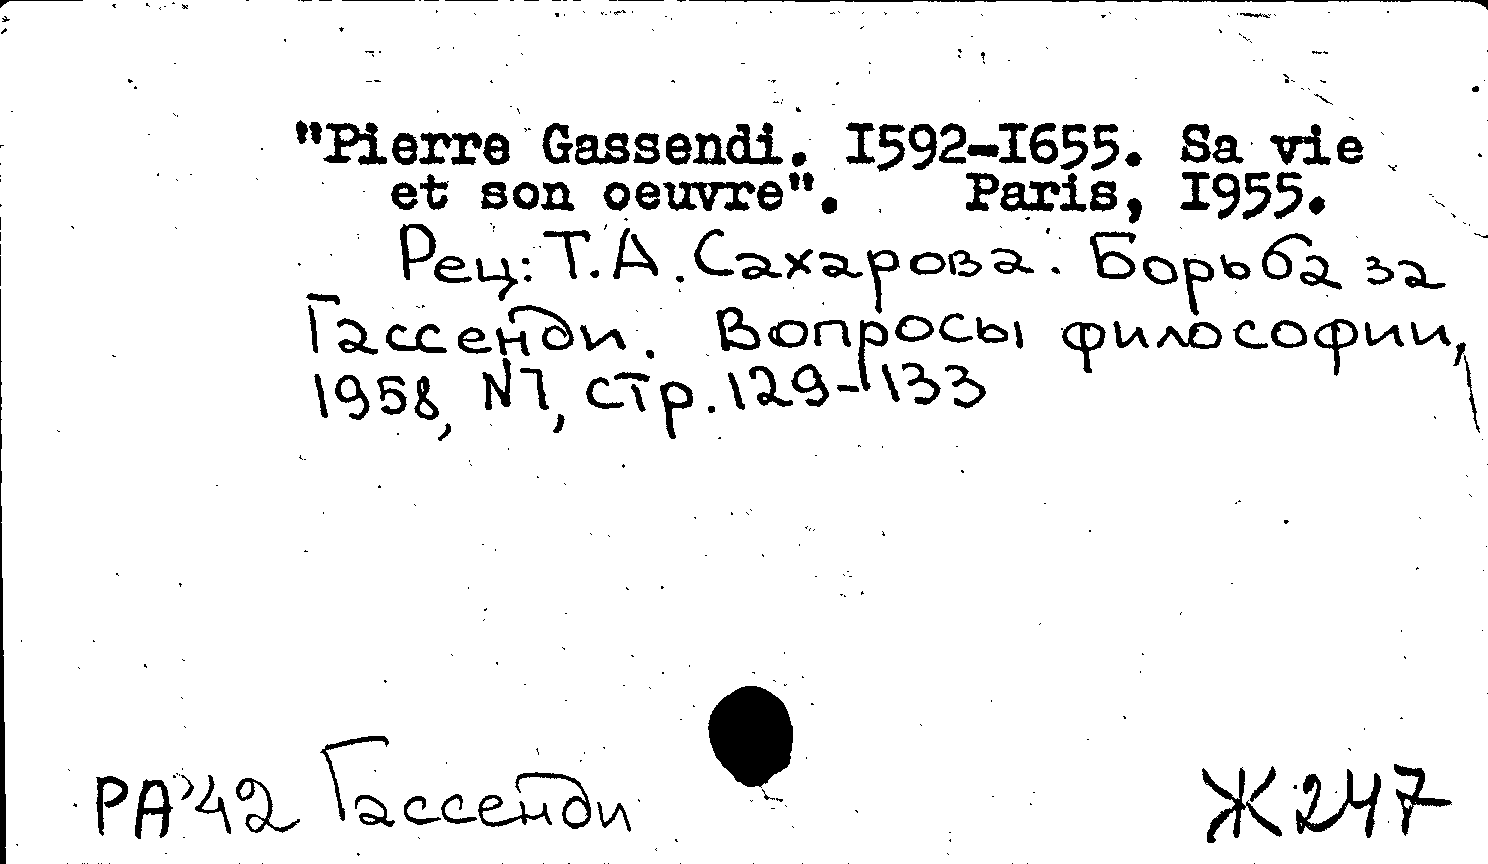 "Pierre Gassendi. I592-I655. Sa vie
et son oeuvre". Paris, I955.
Рец: Т.А. Сахарова. Борьба за
Гассенди. Вопросы философии,
1958, N7, стр. 129-133
РА'42 Гассенди Ж247